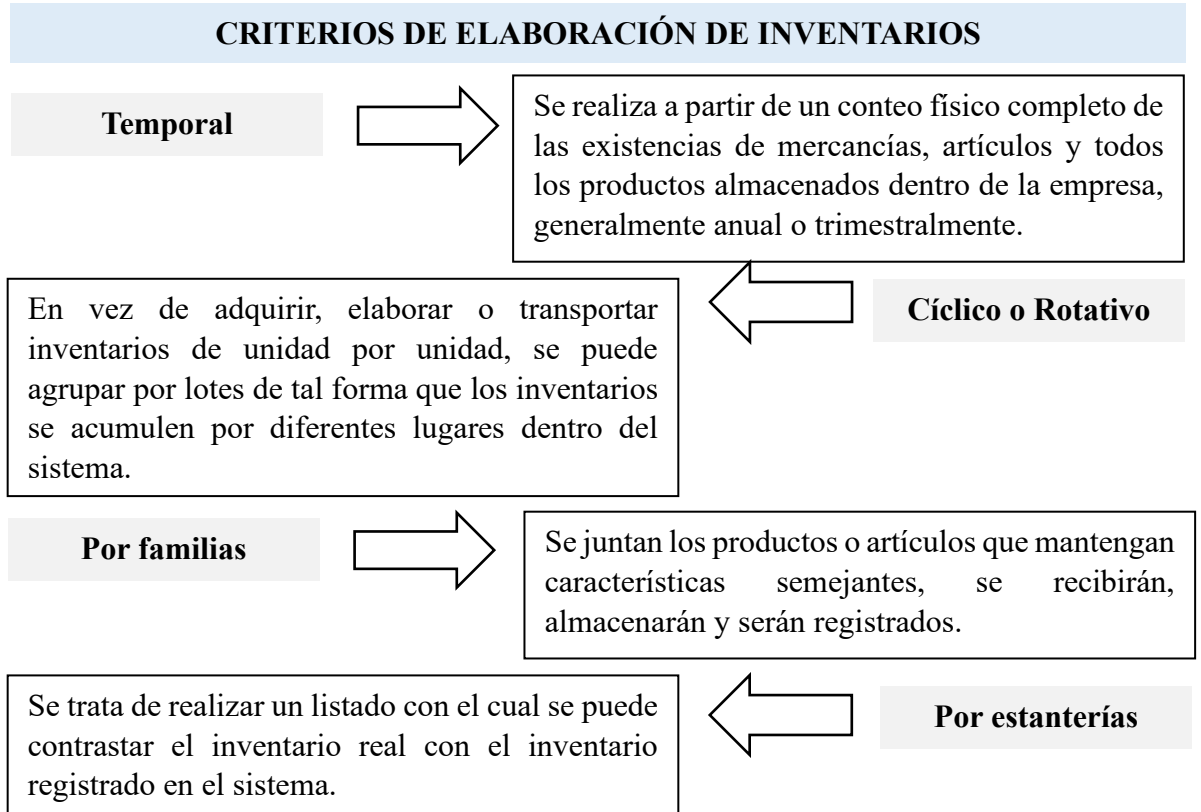 CRITERIOS DE ELABORACIÓN DE INVENTARIOS
Temporal
Se realiza a partir de un conteo físico completo de
las existencias de mercancías, artículos y todos
los productos almacenados dentro de la empresa,
generalmente anual o trimestralmente.
Cíclico o Rotativo
En vez de adquirir, elaborar o transportar
inventarios de unidad por unidad, se puede
agrupar por lotes de tal forma que los inventarios
se acumulen por diferentes lugares dentro del
sistema.
Por familias
Se juntan los productos o artículos que mantengan
características semejantes, se recibirán,
almacenarán y serán registrados.
Por estanterías
Se trata de realizar un listado con el cual se puede
contrastar el inventario real con el inventario
registrado en el sistema.